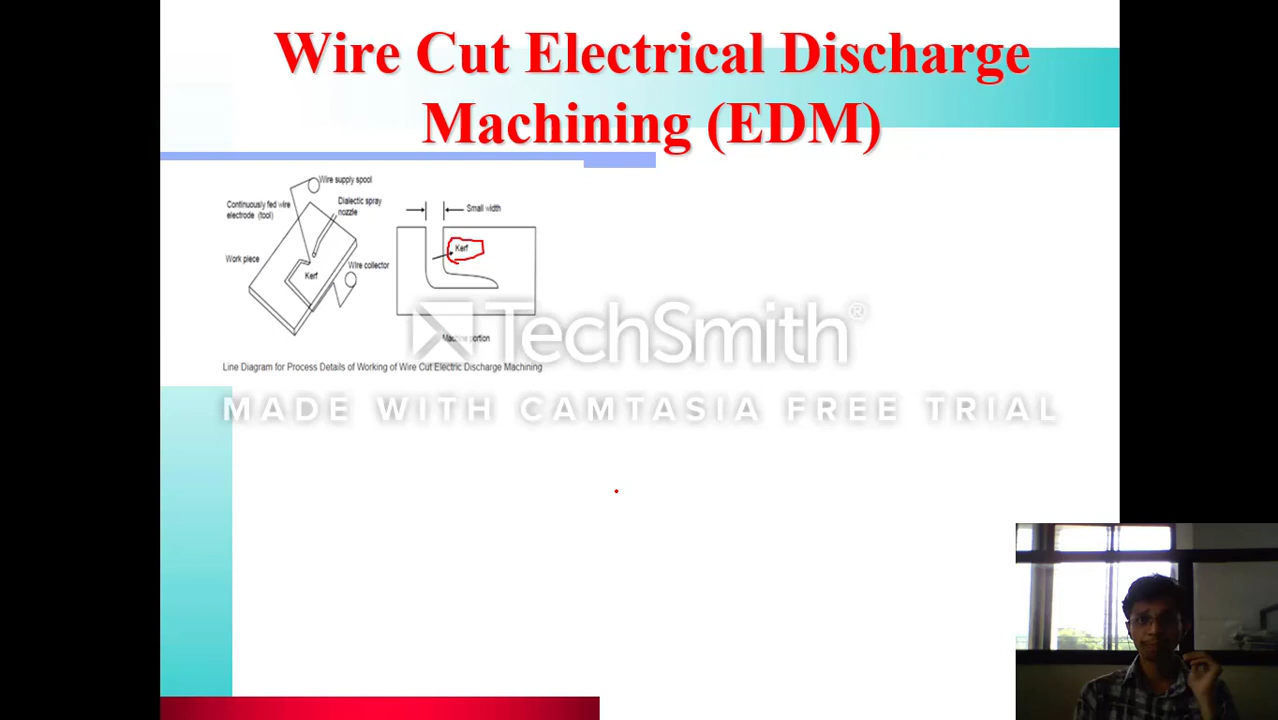 Wire Cut Electrical Discharge
Machining (EDM)
Wire supply spool
Continuously fed wire
electrode (tool)
Dialectic spray
nozzle
Work piece
Kerf
Wire collector
Small width
Kerf
Machine portion
Line Diagram for Process Details of Working of Wire Cut Electric Discharge Machining
TechSmith®
MADE WITH CAMTASIA FREE TRIAL